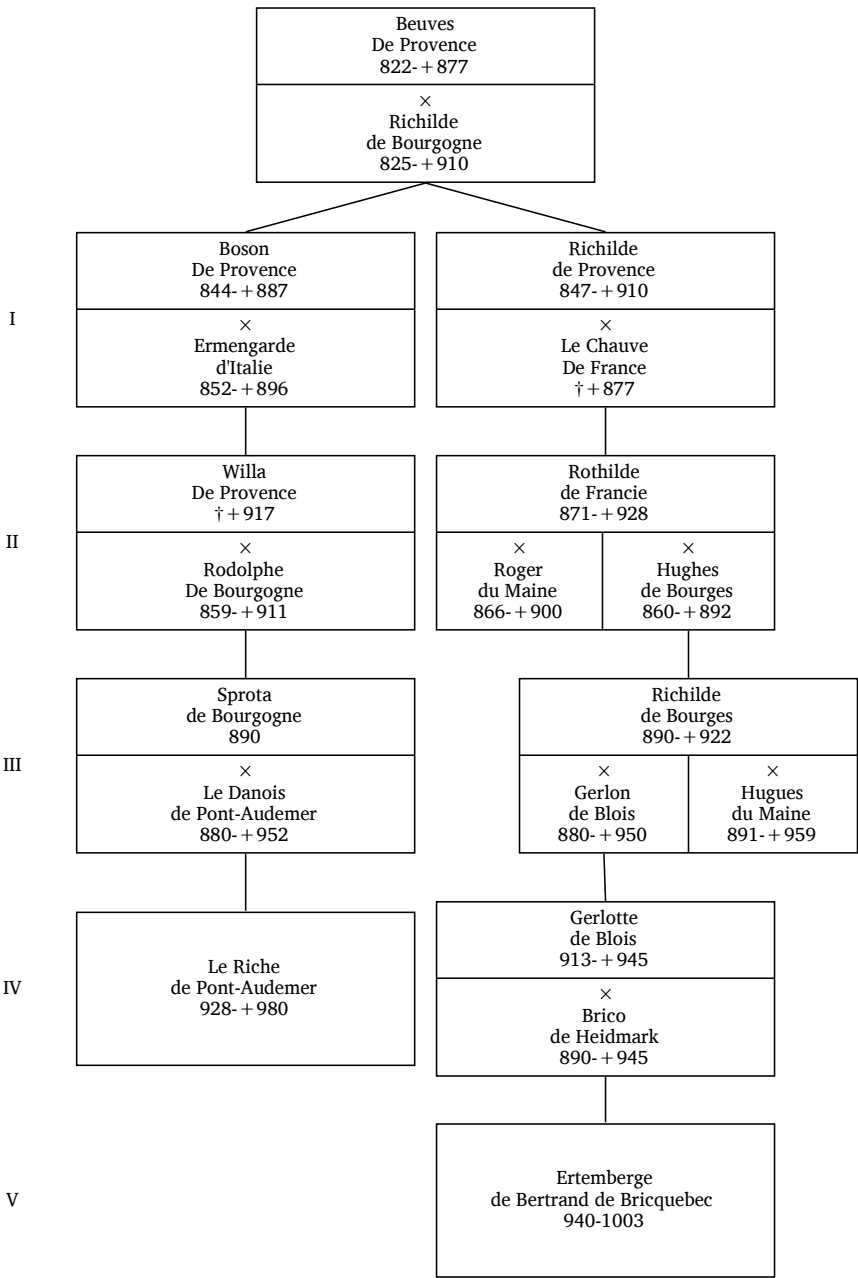 Beuves
De Provence
822-+877
×
Richilde
de Bourgogne
825-+910
I
Boson
De Provence
844-+887
×
Ermengarde
d'Italie
852-+896
Richilde
de Provence
847-+910
×
Le Chauve
De France
†+877
II
Willa
De Provence
†+917
×
Rodolphe
De Bourgogne
859-+911
Rothilde
de Francie
871-+928
×
Roger
du Maine
866-+900
×
Hughes
de Bourges
860-+892
III
Sprota
de Bourgogne
890
×
Le Danois
de Pont-Audemer
880-+952
Richilde
de Bourges
890-+922
×
Gerlon
de Blois
880-+950
×
Hugues
du Maine
891-+959
IV
Le Riche
de Pont-Audemer
928-+980
Gerlotte
de Blois
913-+945
×
Brico
de Heidmark
890-+945
V
Ertemberge
de Bertrand de Bricquebec
940-1003